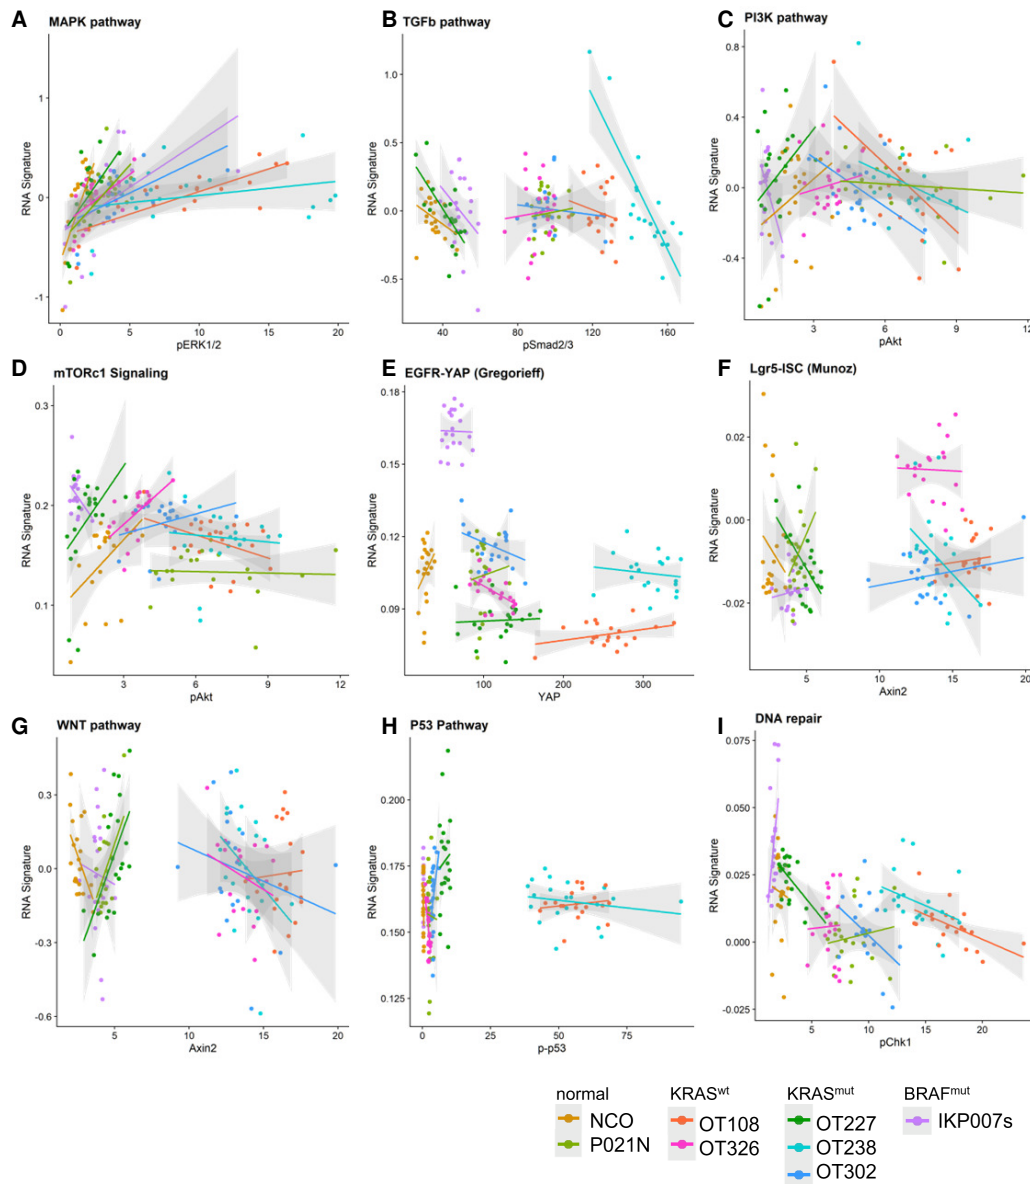 A MAPK pathway
RNA Signature
1
0
-1
0 5 10 15 20
pERK1/2
B TGFb pathway
RNA Signature
1.0
0.5
0.0
-0.5
40 80 120 160
pSmad2/3
C PI3K pathway
RNA Signature
0.8
0.4
0.0
-0.4
3 6 9 12
pAkt
D mTORc1 Signaling
RNA Signature
0.3
0.2
0.1
3 6 9 12
pAkt
E EGFR-YAP (Gregorieff)
RNA Signature
0.18
0.15
0.12
0.09
100 200 300
YAP
F Lgr5-ISC (Munoz)
RNA Signature
0.02
0.00
-0.02
5 10 15 20
Axin2
G WNT pathway
RNA Signature
0.3
0.0
-0.3
-0.6
5 10 15 20
Axin2
H P53 Pathway
RNA Signature
0.200
0.175
0.150
0.125
0 25 50 75
p-p53
I DNA repair
RNA Signature
0.075
0.050
0.025
0.000
-0.025
5 10 15 20
pChk1
normal
NCO
P021N
KRASwt
OT108
OT326
KRASmut
OT227
OT238
OT302
BRAFmut
IKP007s